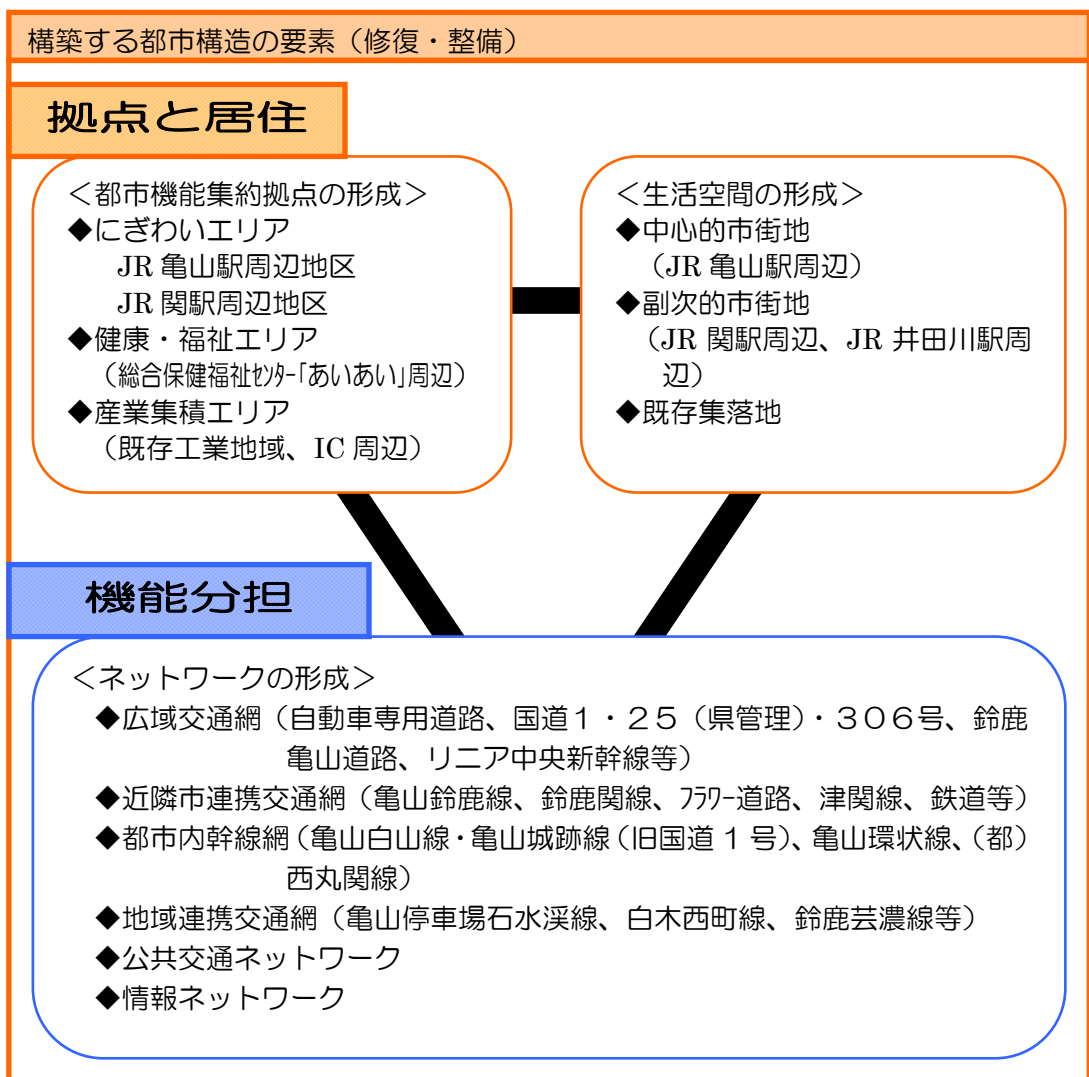 構築する都市構造の要素（修復・整備）
拠点と居住
＜都市機能集約拠点の形成＞
◆にぎわいエリア
JR 亀山駅周辺地区
JR 関駅周辺地区
◆健康・福祉エリア
（総合保健福祉ｾﾝﾀｰ｢あいあい｣周辺）
◆産業集積エリア
（既存工業地域、IC 周辺）
＜生活空間の形成＞
◆中心的市街地
（JR 亀山駅周辺）
◆副次的市街地
（JR 関駅周辺、JR 井田川駅周
辺）
◆既存集落地
機能分担
＜ネットワークの形成＞
◆広域交通網（自動車専用道路、国道１・２５（県管理）・３０６号、鈴鹿
亀山道路、リニア中央新幹線等）
◆近隣市連携交通網（亀山鈴鹿線、鈴鹿関線、ﾌﾗﾜｰ道路、津関線、鉄道等）
◆都市内幹線網（亀山白山線・亀山城跡線（旧国道 1 号）、亀山環状線、（都）
西丸関線）
◆地域連携交通網（亀山停車場石水渓線、白木西町線、鈴鹿芸濃線等）
◆公共交通ネットワーク
◆情報ネットワーク